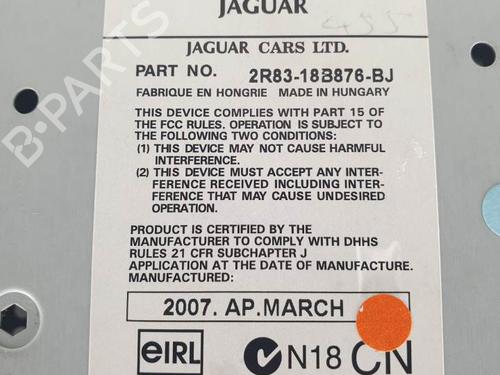 JAGUAR
455
JAGUAR CARS LTD.
PART NO. 2R83-18B876-BJ
FABRIQUE EN HONGRIE MADE IN HUNGARY
THIS DEVICE COMPLIES WITH PART 15 OF
THE FCC RULES. OPERATION IS SUBJECT TO
THE FOLLOWING TWO CONDITIONS:
(1) THIS DEVICE MAY NOT CAUSE HARMFUL
INTERFERENCE.
(2) THIS DEVICE MUST ACCEPT ANY INTER-
FERENCE RECEIVED INCLUDING INTER-
FERENCE THAT MAY CAUSE UNDESIRED
OPERATION.
PRODUCT IS CERTIFIED BY THE
MANUFACTURER TO COMPLY WITH DHHS
RULES 21 CFR SUBCHAPTER J
APPLICATION AT THE DATE OF MANUFACTURE.
MANUFACTURED:
2007. AP.MARCH
eIRL N18 CN
B-PARTS